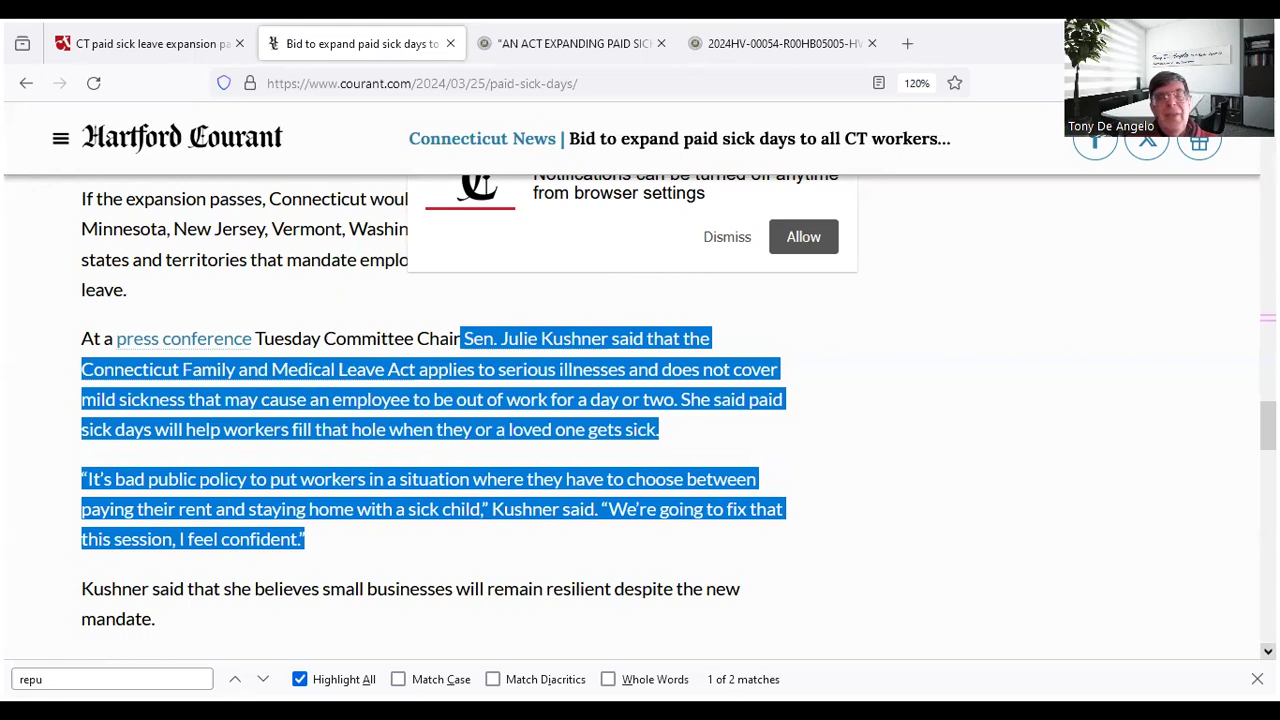 CT paid sick leave expansion pa
Bid to expand paid sick days to
"AN ACT EXPANDING PAID SICK
2024HV-00054-R00HB05005-HV
https://www.courant.com/2024/03/25/paid-sick-days/
120%
Tony De Angelo
Hartford Courant
Connecticut News | Bid to expand paid sick days to all CT workers...
Notifications can be turned off anytime
from browser settings
Dismiss
Allow
If the expansion passes, Connecticut woul
Minnesota, New Jersey, Vermont, Washin
states and territories that mandate emplo
leave.
At a press conference Tuesday Committee Chair Sen. Julie Kushner said that the
Connecticut Family and Medical Leave Act applies to serious illnesses and does not cover
mild sickness that may cause an employee to be out of work for a day or two. She said paid
sick days will help workers fill that hole when they or a loved one gets sick.
“It’s bad public policy to put workers in a situation where they have to choose between
paying their rent and staying home with a sick child,” Kushner said. “We’re going to fix that
this session, I feel confident.”
Kushner said that she believes small businesses will remain resilient despite the new
mandate.
repu
Highlight All
Match Case
Match Diacritics
Whole Words
1 of 2 matches